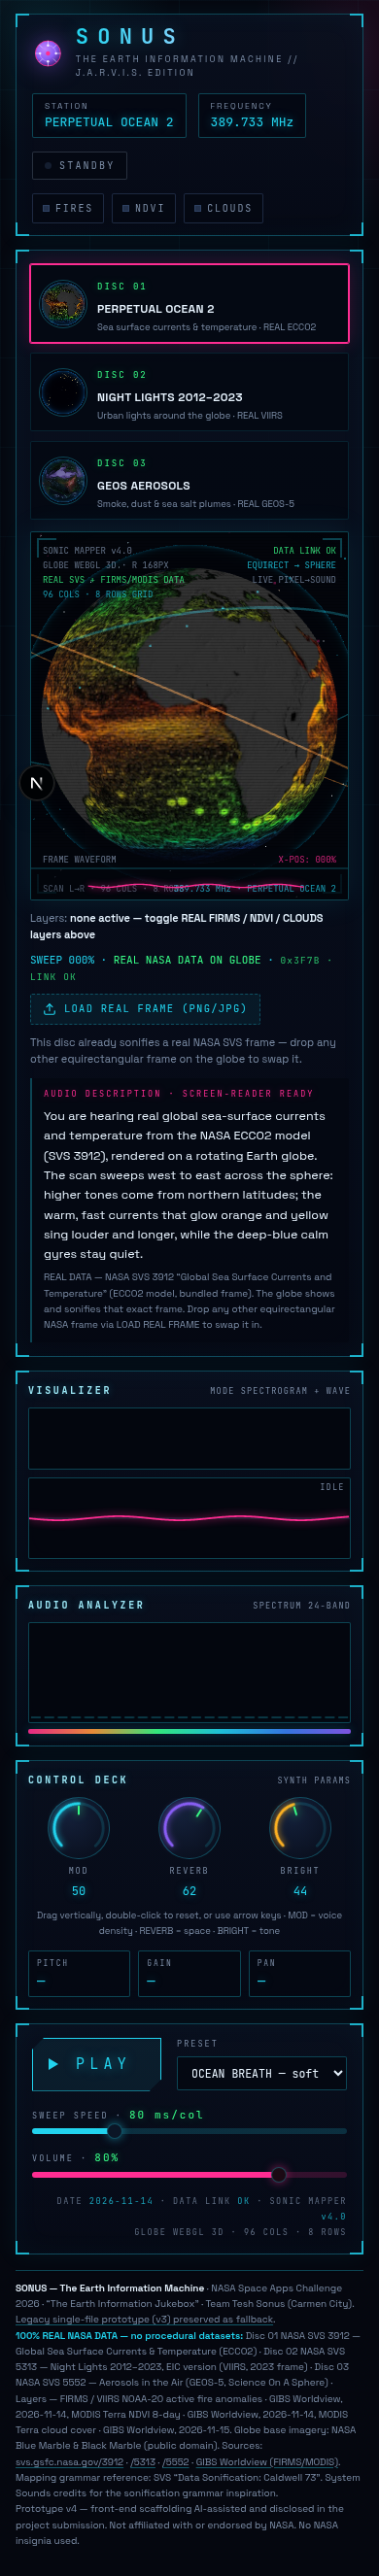 SONUS
THE EARTH INFORMATION MACHINE //
J.A.R.V.I.S. EDITION
STATION
PERPETUAL OCEAN 2
FREQUENCY
389.733 MHz
STANDBY
FIRES
NDVI
CLOUDS
DISC 01
PERPETUAL OCEAN 2
Sea surface currents & temperature · REAL ECCO2
DISC 02
NIGHT LIGHTS 2012–2023
Urban lights around the globe · REAL VIIRS
DISC 03
GEOS AEROSOLS
Smoke, dust & sea salt plumes · REAL GEOS-5
SONIC MAPPER v4.0
DATA LINK OK
GLOBE WEBGL 3D · R 168PX
EQUIRECT → SPHERE
REAL SVS + FIRMS/MODIS DATA
LIVE PIXEL→SOUND
96 COLS · 8 ROWS GRID
N
FRAME WAVEFORM
X-POS: 000%
SCAN L→R · 96 COLS · 8 ROWS
389.733 MHz · PERPETUAL OCEAN 2
Layers: none active — toggle REAL FIRMS / NDVI / CLOUDS
layers above
SWEEP 000% · REAL NASA DATA ON GLOBE · 0x3F7B ·
LINK OK
LOAD REAL FRAME (PNG/JPG)
This disc already sonifies a real NASA SVS frame — drop any
other equirectangular frame on the globe to swap it.
AUDIO DESCRIPTION · SCREEN-READER READY
You are hearing real global sea-surface currents
and temperature from the NASA ECCO2 model
(SVS 3912), rendered on a rotating Earth globe.
The scan sweeps west to east across the sphere:
higher tones come from northern latitudes; the
warm, fast currents that glow orange and yellow
sing louder and longer, while the deep-blue calm
gyres stay quiet.
REAL DATA — NASA SVS 3912 "Global Sea Surface Currents and
Temperature" (ECCO2 model, bundled frame). The globe shows
and sonifies that exact frame. Drop any other equirectangular
NASA frame via LOAD REAL FRAME to swap it in.
VISUALIZER
MODE SPECTROGRAM + WAVE
IDLE
AUDIO ANALYZER
SPECTRUM 24-BAND
CONTROL DECK
SYNTH PARAMS
MOD
REVERB
BRIGHT
50
62
44
Drag vertically, double-click to reset, or use arrow keys · MOD = voice
density · REVERB = space · BRIGHT = tone
PITCH
—
GAIN
—
PAN
—
PLAY
PRESET
OCEAN BREATH — soft
SWEEP SPEED · 80 ms/col
VOLUME · 80%
DATE 2026-11-14 · DATA LINK OK · SONIC MAPPER
v4.0
GLOBE WEBGL 3D · 96 COLS · 8 ROWS
SONUS — The Earth Information Machine · NASA Space Apps Challenge
2026 · "The Earth Information Jukebox" · Team Tesh Sonus (Carmen City).
Legacy single-file prototype (v3) preserved as fallback.
100% REAL NASA DATA — no procedural datasets: Disc 01 NASA SVS 3912 —
Global Sea Surface Currents & Temperature (ECCO2) · Disc 02 NASA SVS
5313 — Night Lights 2012–2023, EIC version (VIIRS, 2023 frame) · Disc 03
NASA SVS 5552 — Aerosols in the Air (GEOS-5, Science On A Sphere) ·
Layers — FIRMS / VIIRS NOAA-20 active fire anomalies · GIBS Worldview,
2026-11-14, MODIS Terra NDVI 8-day · GIBS Worldview, 2026-11-14, MODIS
Terra cloud cover · GIBS Worldview, 2026-11-15. Globe base imagery: NASA
Blue Marble & Black Marble (public domain). Sources:
svs.gsfc.nasa.gov/3912 · /5313 · /5552 · GIBS Worldview (FIRMS/MODIS).
Mapping grammar reference: SVS "Data Sonification: Caldwell 73". System
Sounds credits for the sonification grammar inspiration.
Prototype v4 — front-end scaffolding AI-assisted and disclosed in the
project submission. Not affiliated with or endorsed by NASA. No NASA
insignia used.